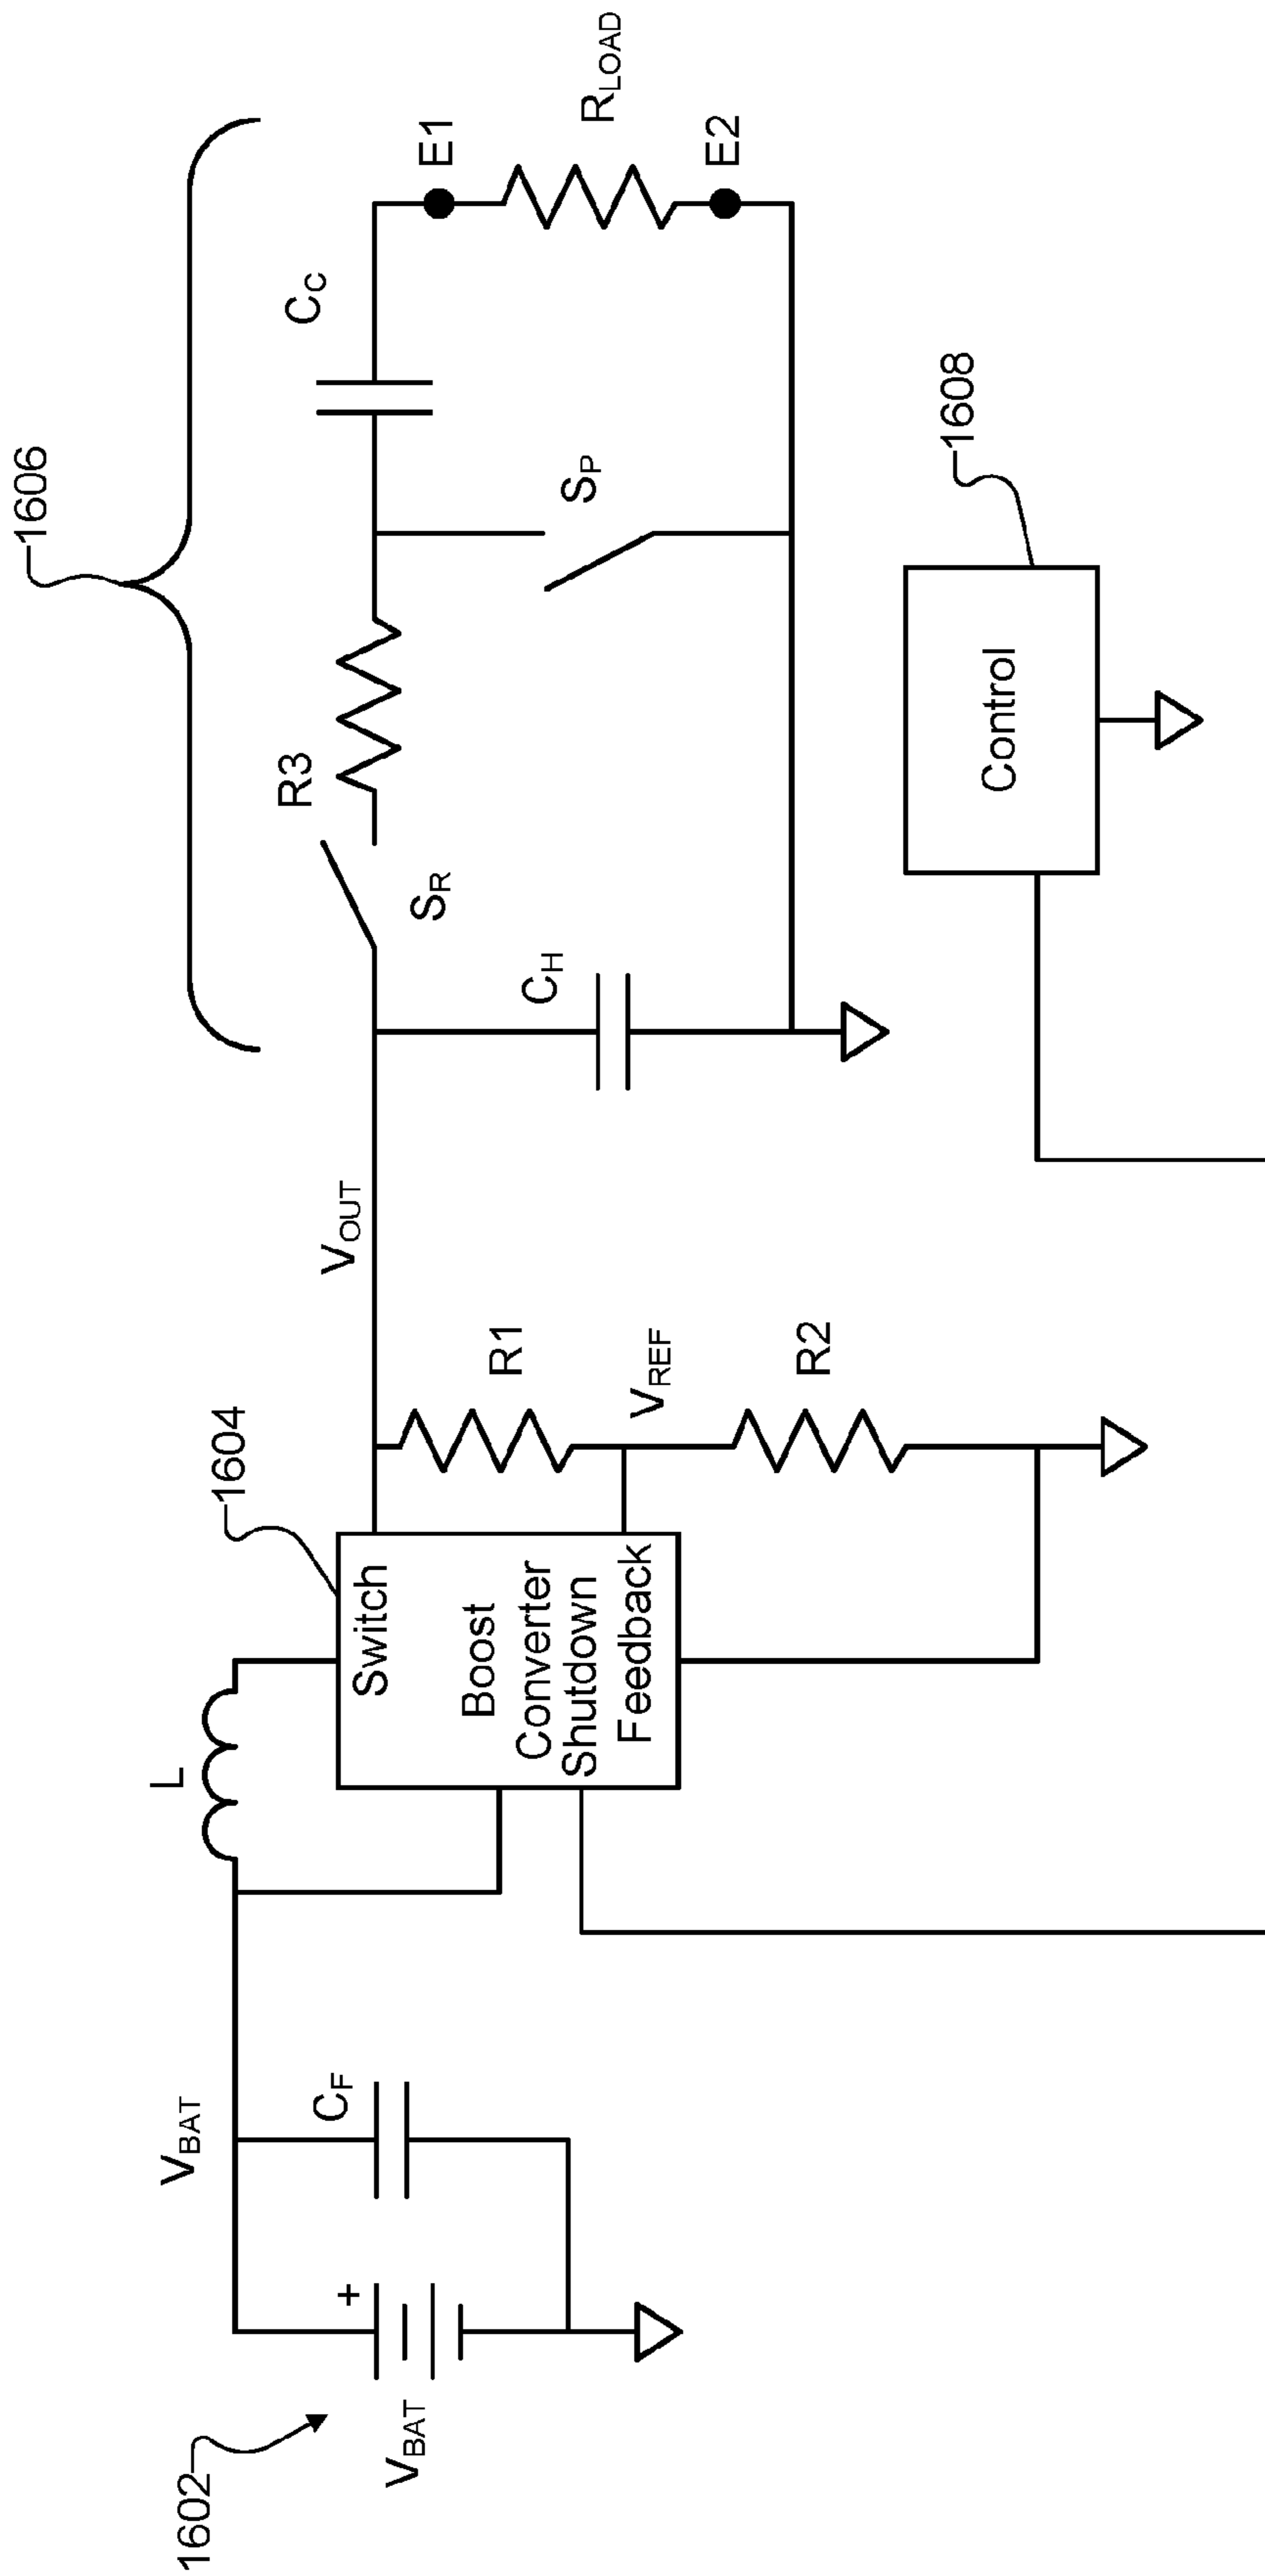 1606
R_LOAD
E1
E2
C_C
S_P
R3
S_R
C_H
1608
Control
V_OUT
1604
R1
V_REF
R2
Switch
Boost
Converter
Shutdown
Feedback
L
V_BAT
C_F
+
V_BAT
1602